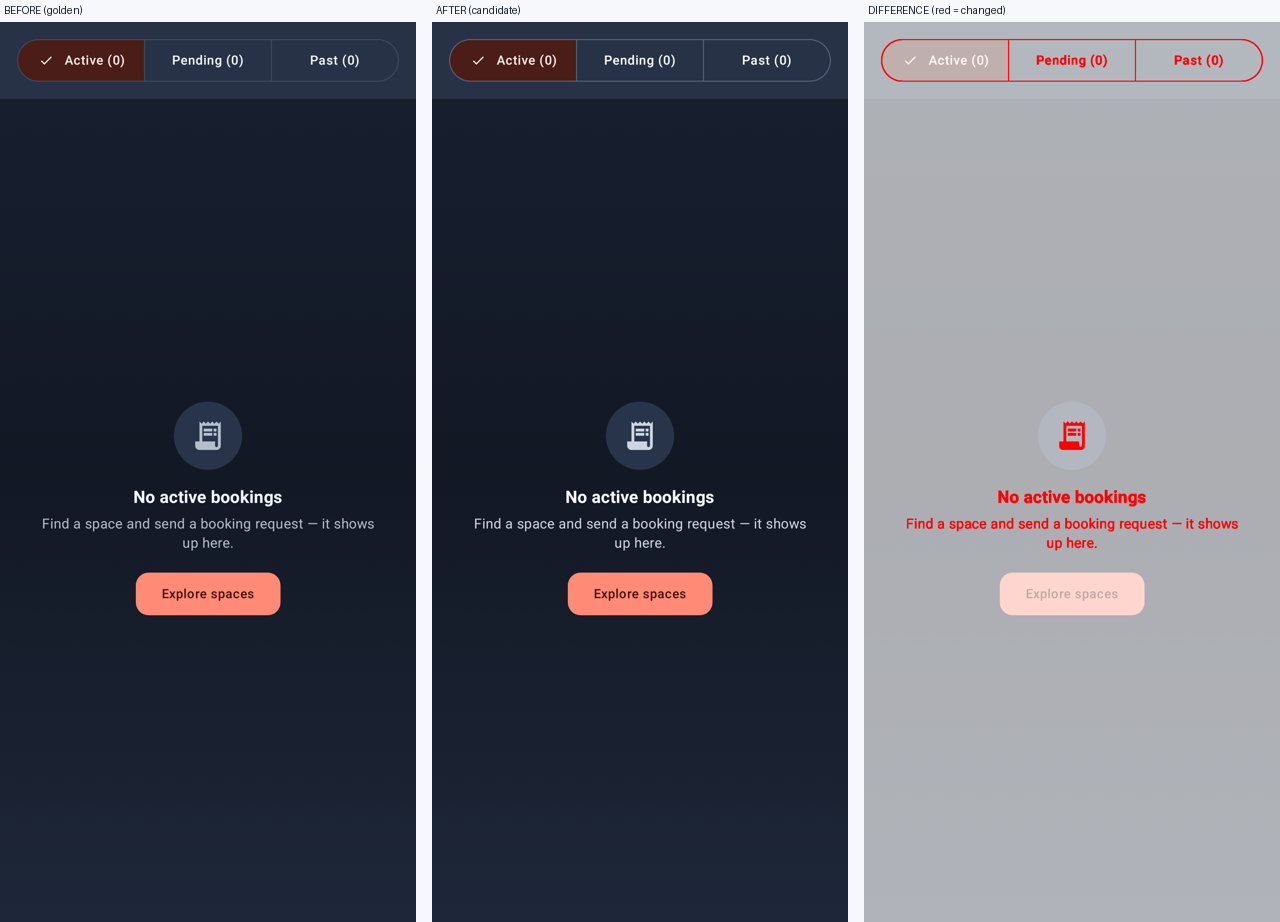 BEFORE (golden)
Active (0)
Pending (0)
Past (0)
No active bookings
Find a space and send a booking request — it shows
up here.
Explore spaces
AFTER (candidate)
Active (0)
Pending (0)
Past (0)
No active bookings
Find a space and send a booking request — it shows
up here.
Explore spaces
DIFFERENCE (red = changed)
Active (0)
Pending (0)
Past (0)
No active bookings
Find a space and send a booking request — it shows
up here.
Explore spaces